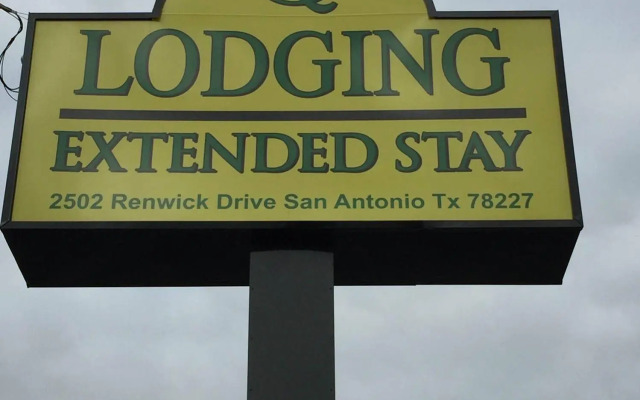 LODGING
EXTENDED STAY
2502 Renwick Drive San Antonio Tx 78227